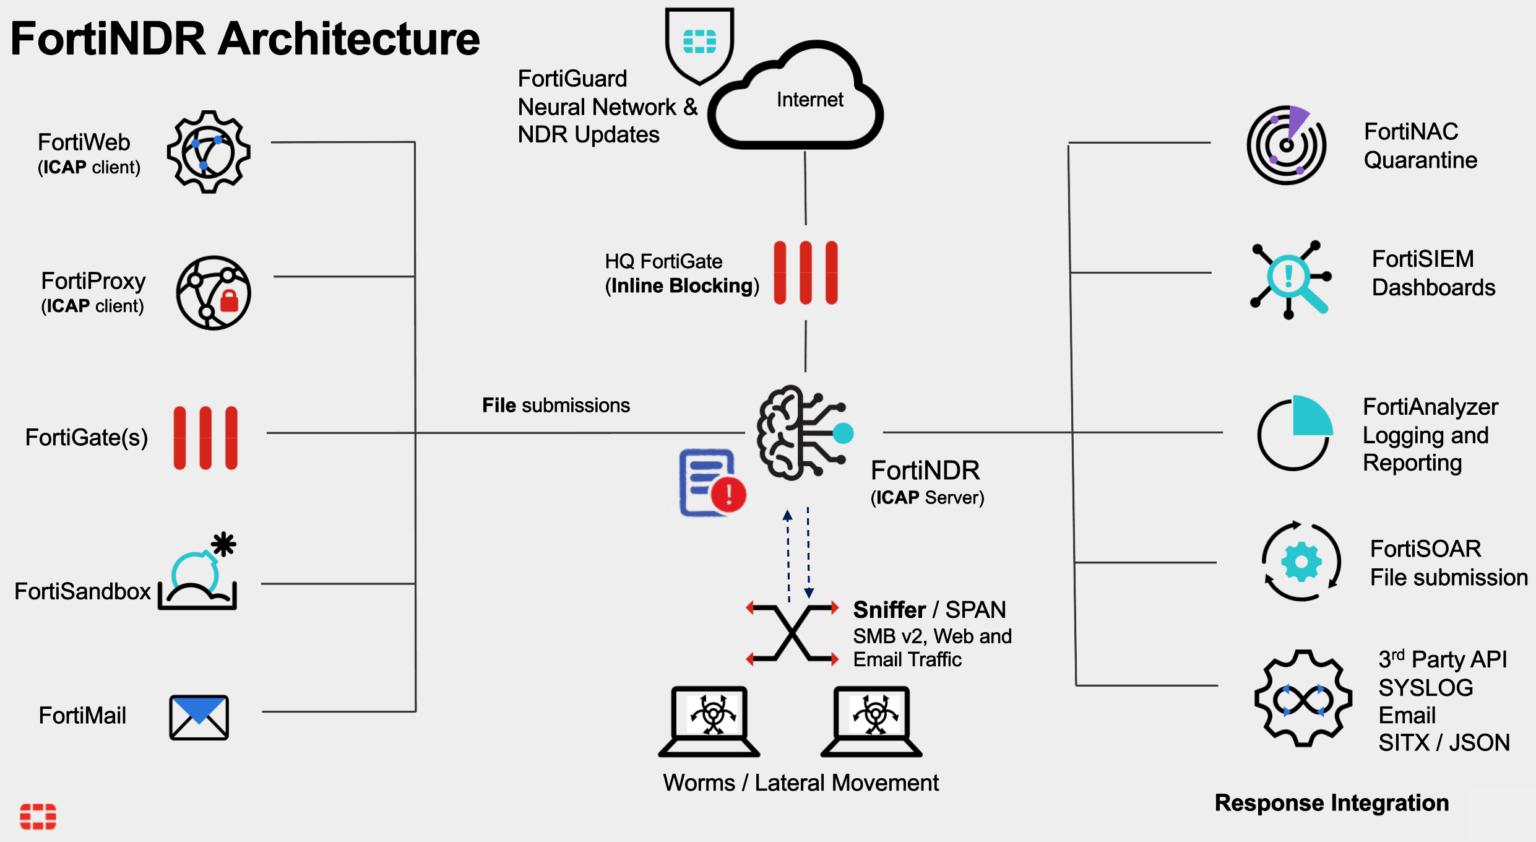 FortiNDR Architecture
FortiGuard
Neural Network &
NDR Updates
Internet
HQ FortiGate
(Inline Blocking)
FortiWeb
(ICAP client)
FortiProxy
(ICAP client)
FortiGate(s)
FortiSandbox
FortiMail
File submissions
FortiNDR
(ICAP Server)
Sniffer / SPAN
SMB v2, Web and
Email Traffic
Worms / Lateral Movement
FortiNAC
Quarantine
FortiSIEM
Dashboards
FortiAnalyzer
Logging and
Reporting
FortiSOAR
File submission
3rd Party API
SYSLOG
Email
SITX / JSON
Response Integration